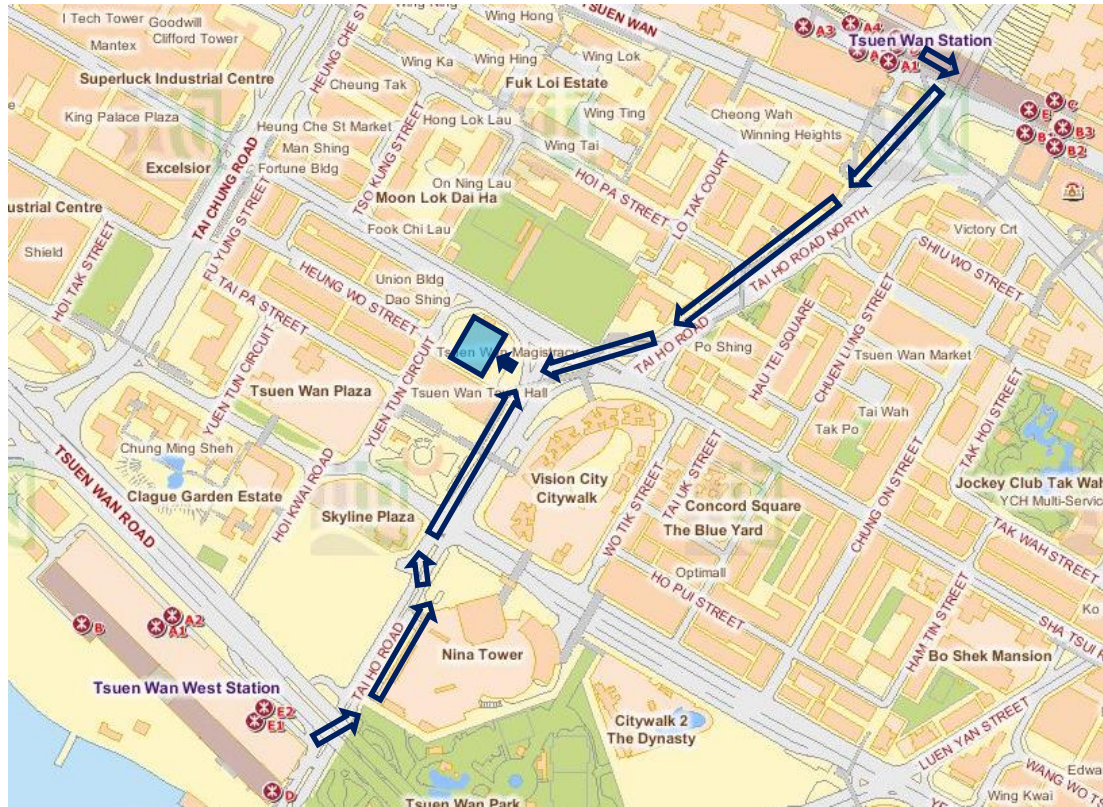 Wing Hong
TSUEN WAN
A3
A4
A1
Tsuen Wan Station
I Tech Tower
Goodwill
Clifford Tower
Mantex
Wing Ka
Wing Hing
Wing Lok
Superluck Industrial Centre
Cheung Tak
Fuk Loi Estate
E
C
B3
B2
King Palace Plaza
Hong Lok Lau
Wing Ting
Cheong Wah
Winning Heights
Heung Che St Market
Man Shing
Fortune Bldg
Wing Tai
Excelsior
TAI CHUNG ROAD
TSO KUNG STREET
On Ning Lau
Moon Lok Dai Ha
HOI PA STREET
LO TAK COURT
ustrial Centre
Shield
HOI TAK STREET
FU YUNG STREET
Fook Chi Lau
TAI HO ROAD NORTH
Victory Crt
SHIU WO STREET
TAI PA STREET
HEUNG WO STREET
Union Bldg
Dao Shing
TAI HO ROAD
Po Shing
HAU TEI SQUARE
CHUEN LUNG STREET
Tsuen Wan Market
Tsuen Wan Magistracy
YUEN TUN CIRCUIT
YUEN TUN CIRCUIT
Tsuen Wan Plaza
Tsuen Wan Town Hall
Tai Wah
Tak Po
TAK HOI STREET
Chung Ming Sheh
TSUEN WAN ROAD
Clague Garden Estate
HOI KWAI ROAD
Skyline Plaza
Vision City
Citywalk
WO TIK STREET
TAI UK STREET
Concord Square
The Blue Yard
CHUNG ON STREET
Jockey Club Tak Wah
YCH Multi-Servic
TAK WAH STREET
Optimall
HO PUI STREET
Ko
SHA TSUI R
HAM TIN STREET
B
A2
A1
TAI HO ROAD
Nina Tower
Bo Shek Mansion
Tsuen Wan West Station
E2
E1
Citywalk 2
The Dynasty
LUEN YAN STREET
D
Tsuen Wan Park
Edwa
WANG WO TS
Wing Kwai